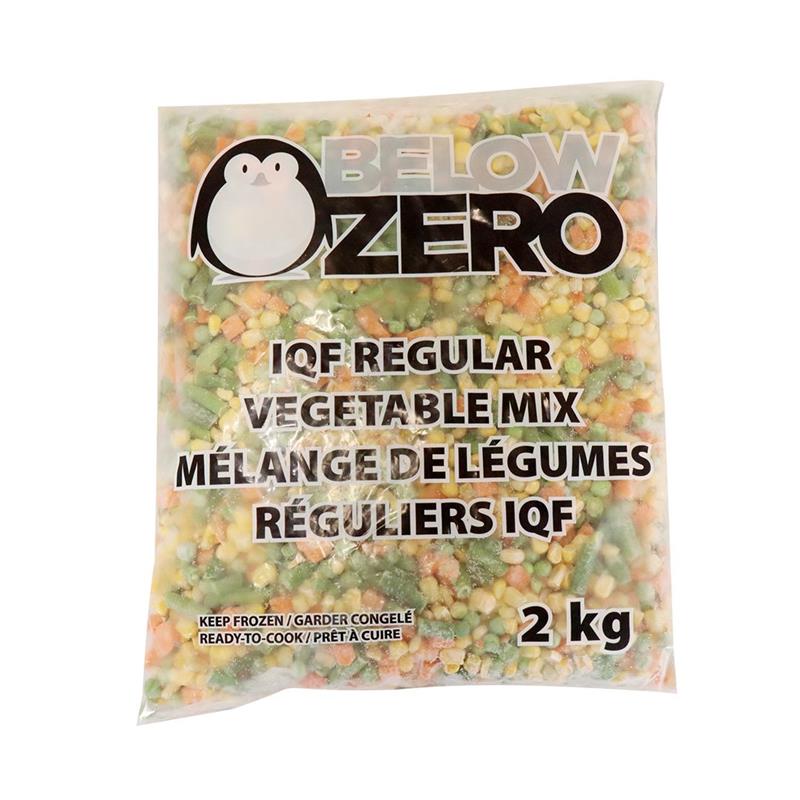 BELOW
ZERO
IQF REGULAR
VEGETABLE MIX
MÉLANGE DE LÉGUMES
RÉGULIERS IQF
KEEP FROZEN / GARDER CONGELÉ
READY-TO-COOK / PRÊT À CUIRE
2 kg